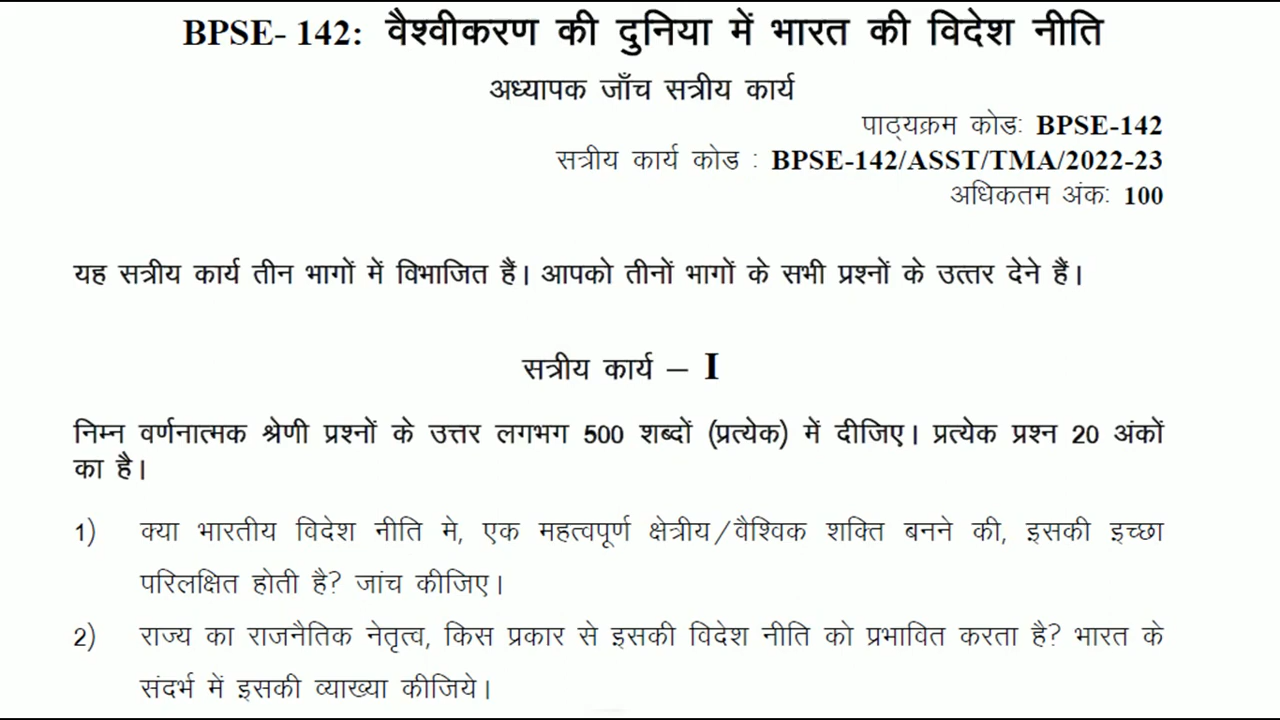 BPSE- 142: वैश्वीकरण की दुनिया में भारत की विदेश नीति
अध्यापक जाँच सत्रीय कार्य
पाठ्यक्रम कोडः BPSE-142
सत्रीय कार्य कोड : BPSE-142/ASST/TMA/2022-23
अधिकतम अंकः 100
यह सत्रीय कार्य तीन भागों में विभाजित हैं। आपको तीनों भागों के सभी प्रश्नों के उत्तर देने हैं।
सत्रीय कार्य – I
निम्न वर्णनात्मक श्रेणी प्रश्नों के उत्तर लगभग 500 शब्दों (प्रत्येक) में दीजिए। प्रत्येक प्रश्न 20 अंकों
का है।
1) क्या भारतीय विदेश नीति मे, एक महत्वपूर्ण क्षेत्रीय/वैश्विक शक्ति बनने की, इसकी इच्छा
परिलक्षित होती है? जांच कीजिए।
2) राज्य का राजनैतिक नेतृत्व, किस प्रकार से इसकी विदेश नीति को प्रभावित करता है? भारत के
संदर्भ में इसकी व्याख्या कीजिये।